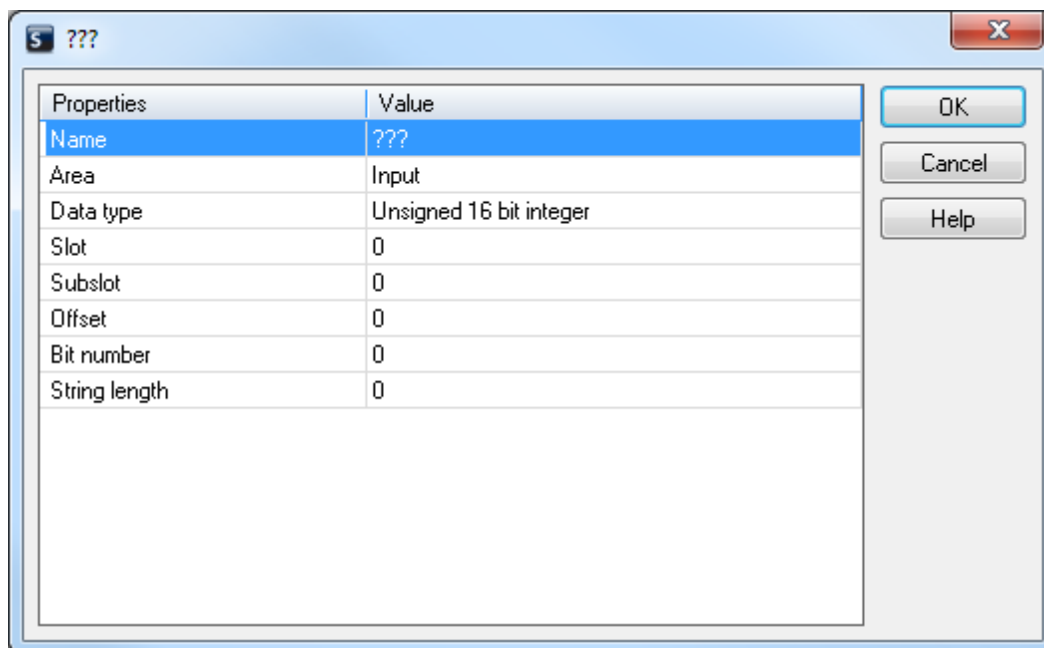 S ???
Properties Value
Name ???
Area Input
Data type Unsigned 16 bit integer
Slot 0
Subslot 0
Offset 0
Bit number 0
String length 0
OK
Cancel
Help